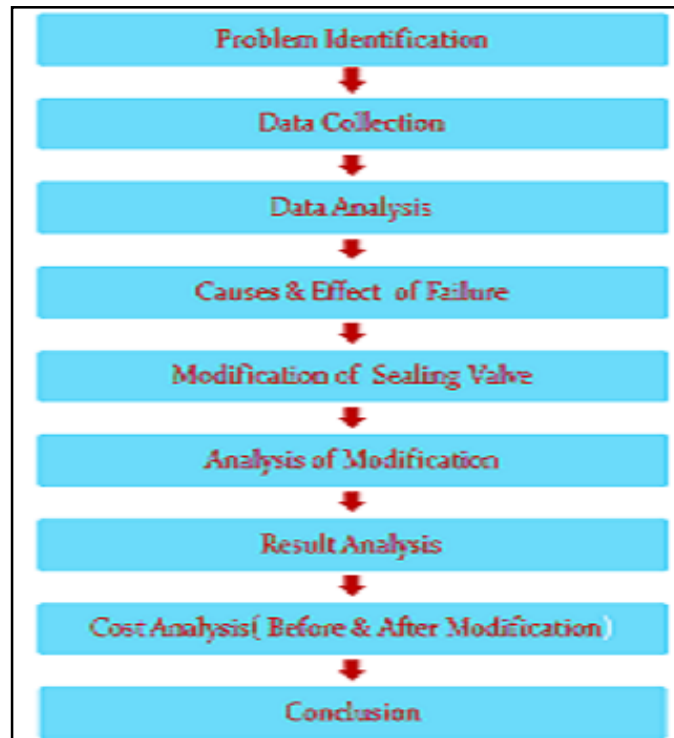 Problem Identification
Data Collection
Data Analysis
Causes & Effect of Failure
Modification of Sealing Valve
Analysis of Modification
Result Analysis
Cost Analysis( Before & After Modification)
Conclusion